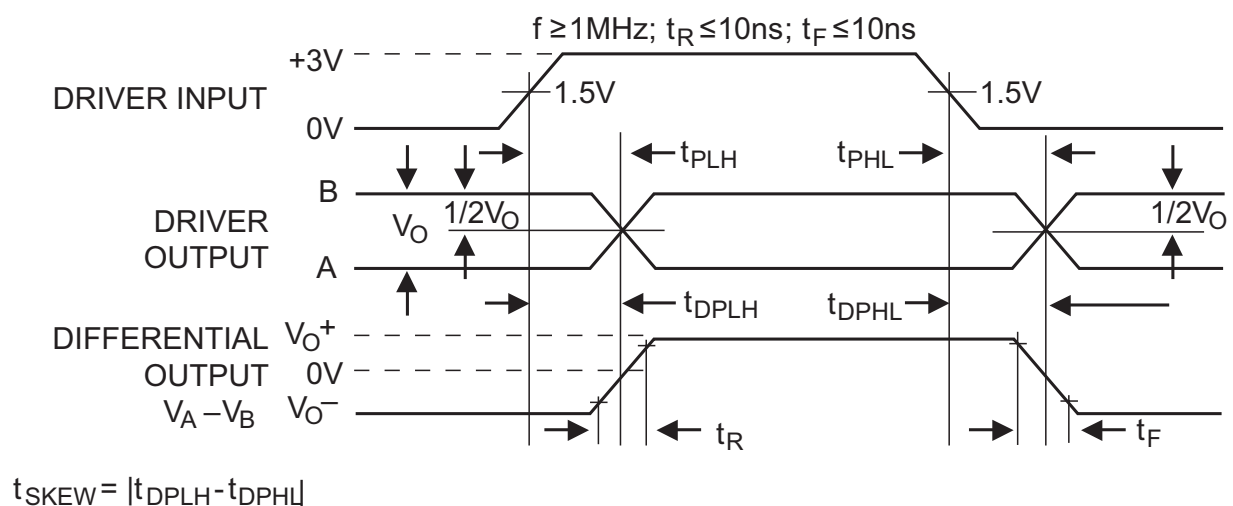 f ≥1MHz; tR ≤10ns; tF ≤10ns
+3V
DRIVER INPUT
1.5V
1.5V
0V
tPLH
tPHL
B
DRIVER
OUTPUT
VO
1/2VO
1/2VO
A
tDPLH
tDPHL
DIFFERENTIAL
OUTPUT
VA –VB
VO+
0V
VO–
tR
tF
tSKEW = |tDPLH - tDPHL|